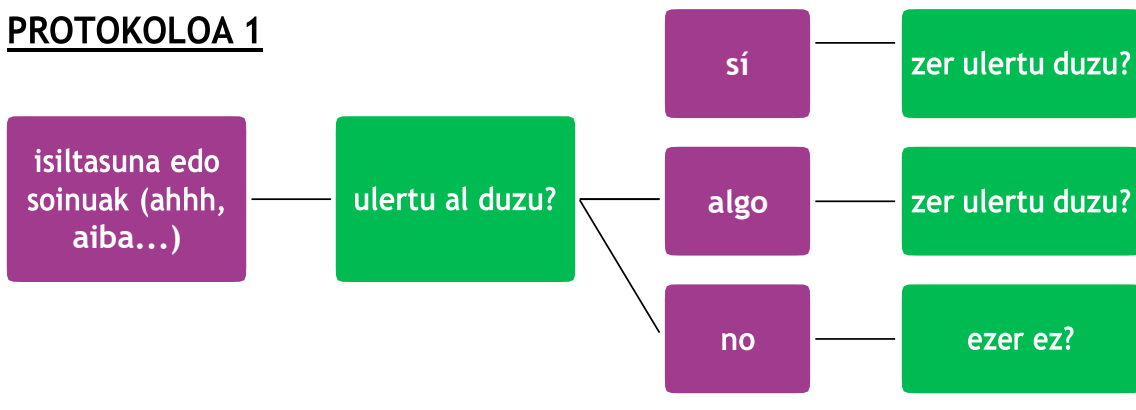 PROTOKOLOA 1
isiltasuna edo
soinuak (ahhh,
aiba...)
ulertu al duzu?
sí
zer ulertu duzu?
algo
zer ulertu duzu?
no
ezer ez?